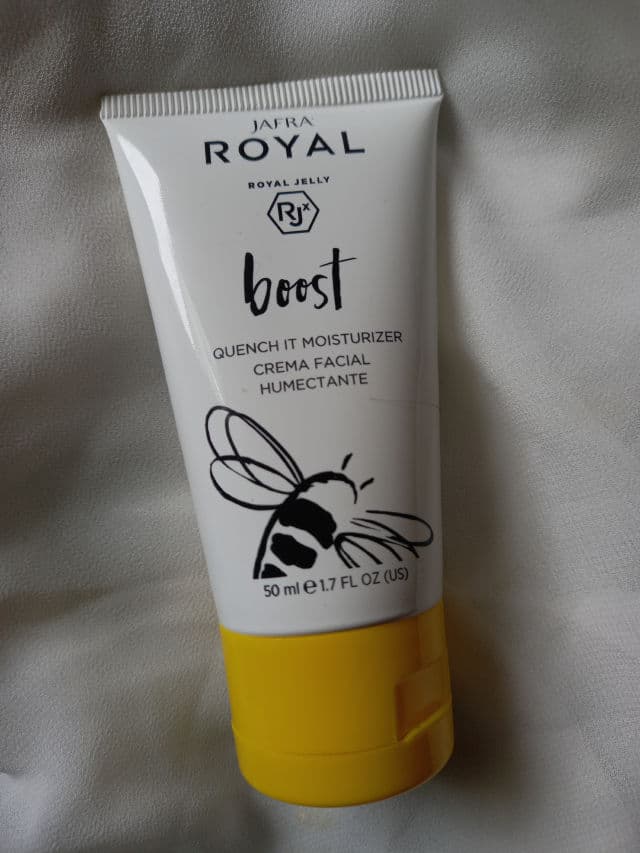 JAFRA
ROYAL
ROYAL JELLY
RJx
boost
QUENCH IT MOISTURIZER
CREMA FACIAL
HUMECTANTE
50 ml e 1.7 FL OZ (US)